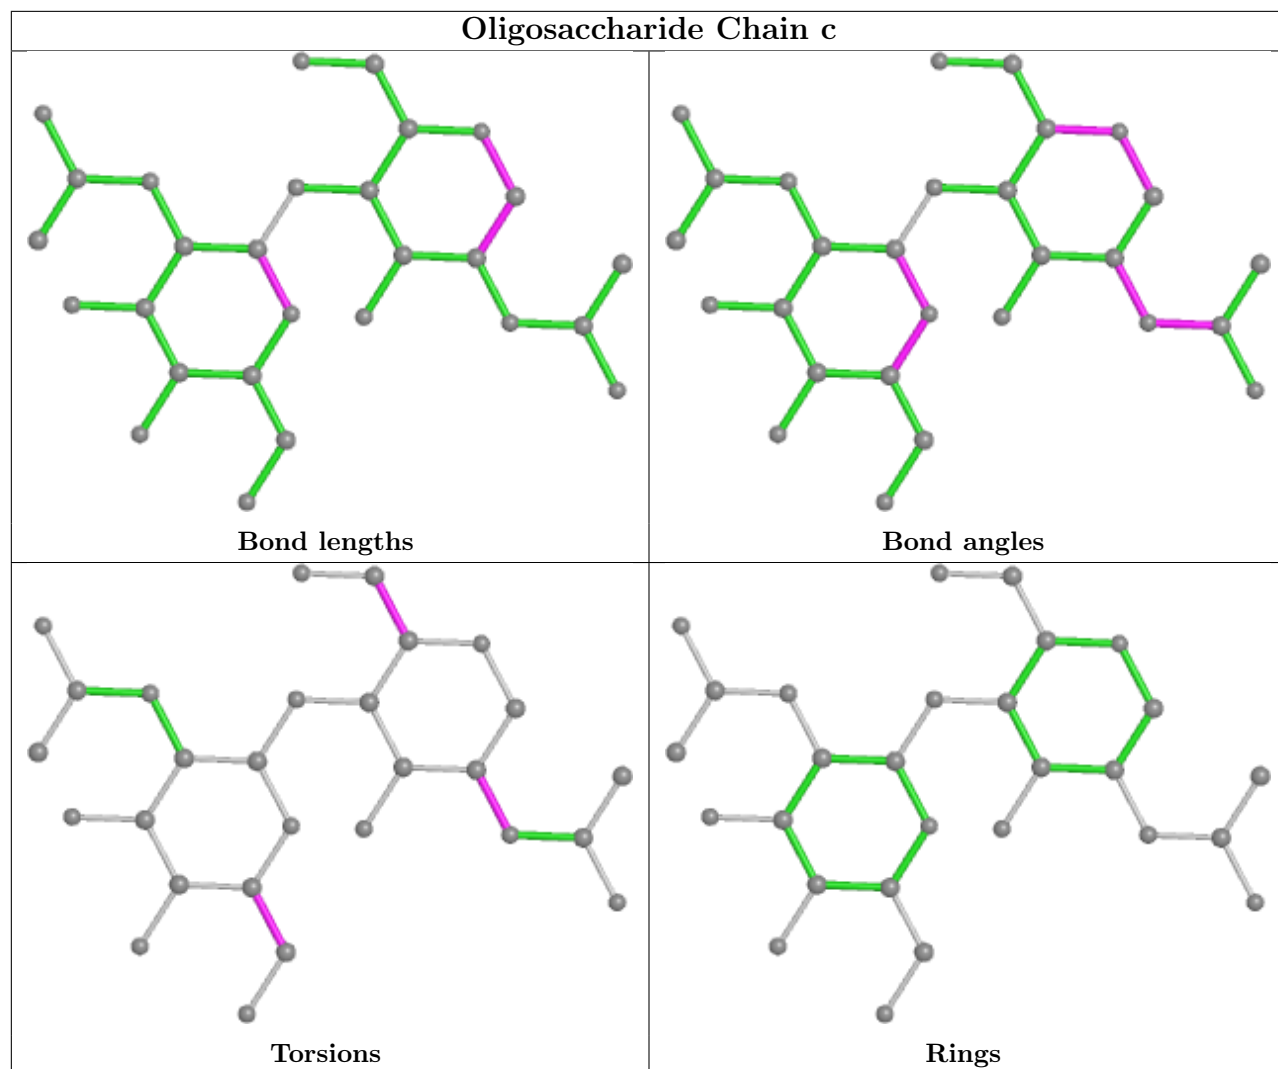 Oligosaccharide Chain c
Bond lengths
Bond angles
Torsions
Rings